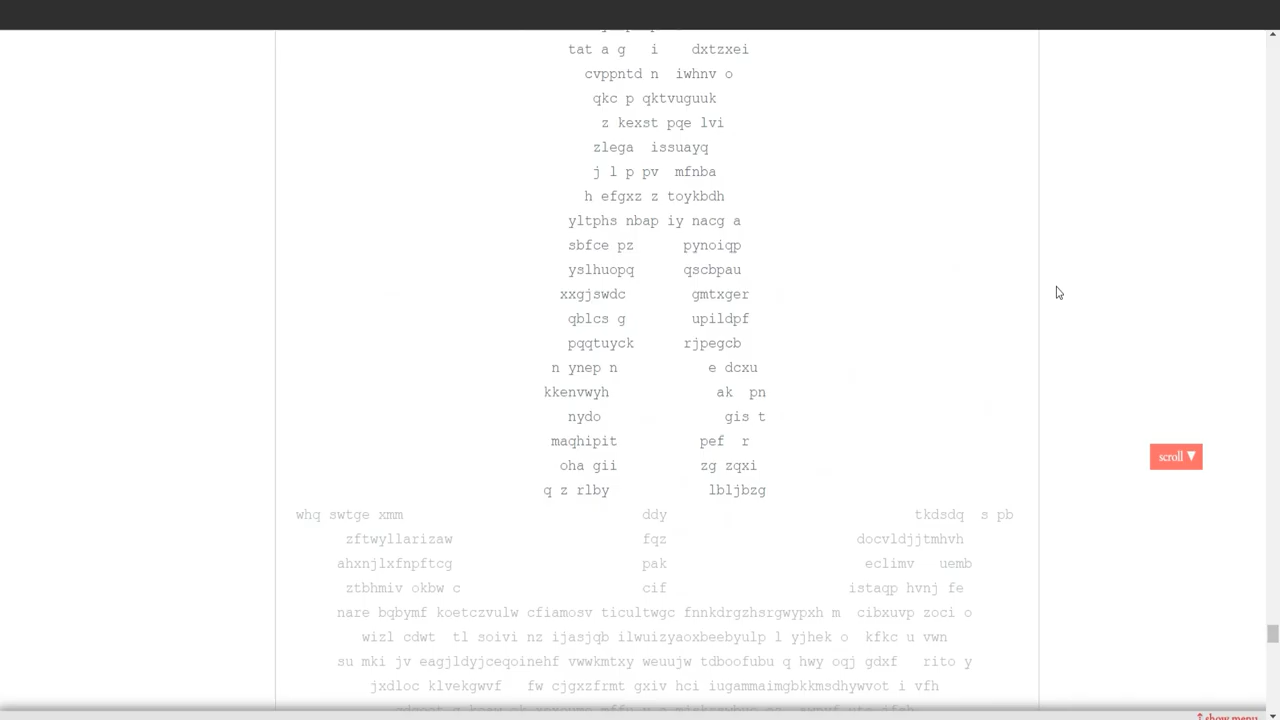 tat a g   i    dxtzxei
cvppntd n  iwhnv o
qkc p qktvuguuk
z kexst pqe lvi
zlega  issuayq
j l p pv  mfnba
h efgxz z toykbdh
yltphs nbap iy nacg a
sbfce pz      pynoiqp
yslhuopq      qscbpau
xxgjswdc        gmtxger
qblcs g        upildpf
pqqtuyck      rjpegcb
n ynep n           e dcxu
kkenvwyh             ak  pn
nydo               gis t
maqhipit          pef  r
oha gii          zg zqxi
q z rlby            lbljbzg
whq swtge xmm                             ddy                              tkdsdq  s pb
zftwyllarizaw                       fqz                       docvldjjtmhvh
ahxnjlxfnpftcg                       pak                        eclimv   uemb
ztbhmiv okbw c                      cif                      istaqp hvnj fe
nare bqbymf koetczvulw cfiamosv ticultwgc fnnkdrgzhsrgwypxh m  cibxuvp zoci o
wizl cdwt  tl soivi nz ijasjqb ilwuizyaoxbeebyulp l yjhek o  kfkc u vwn
su mki jv eagjldyjceqoinehf vwwkmtxy weuujw tdboofubu q hwy oqj gdxf   rito y
jxdloc klvekgwvf   fw cjgxzfrmt gxiv hci iugammaimgbkkmsdhywvot i vfh
scroll ▼